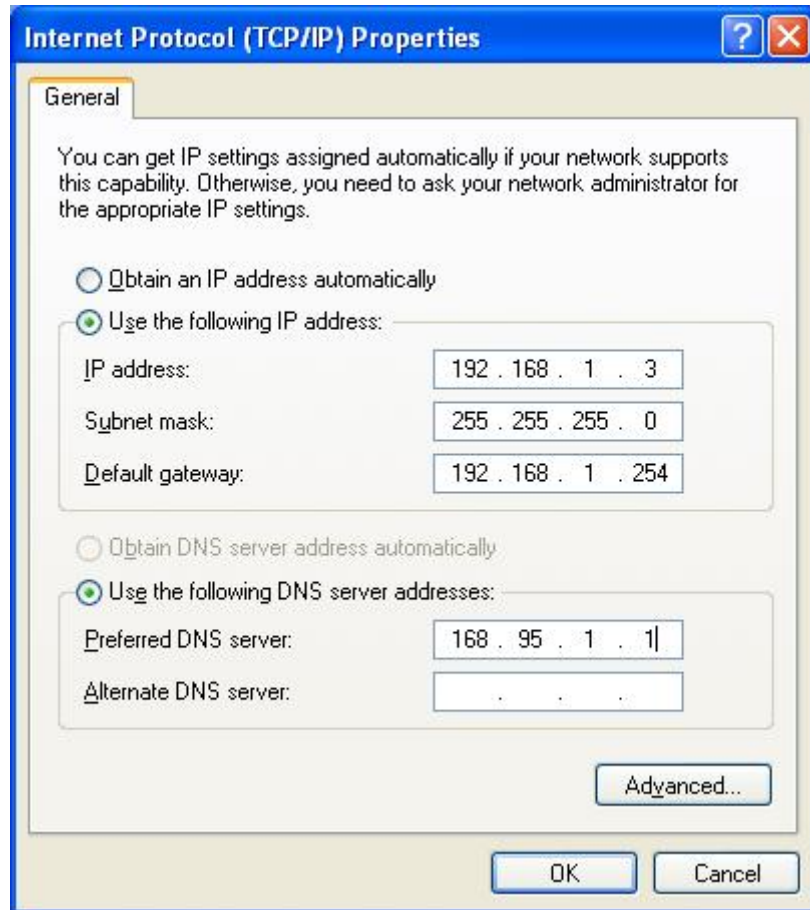 Internet Protocol (TCP/IP) Properties
General
You can get IP settings assigned automatically if your network supports
this capability. Otherwise, you need to ask your network administrator for
the appropriate IP settings.
Obtain an IP address automatically
Use the following IP address:
IP address: 192 . 168 . 1 . 3
Subnet mask: 255 . 255 . 255 . 0
Default gateway: 192 . 168 . 1 . 254
Obtain DNS server address automatically
Use the following DNS server addresses:
Preferred DNS server: 168 . 95 . 1 . 1
Alternate DNS server: . . .
Advanced...
OK Cancel